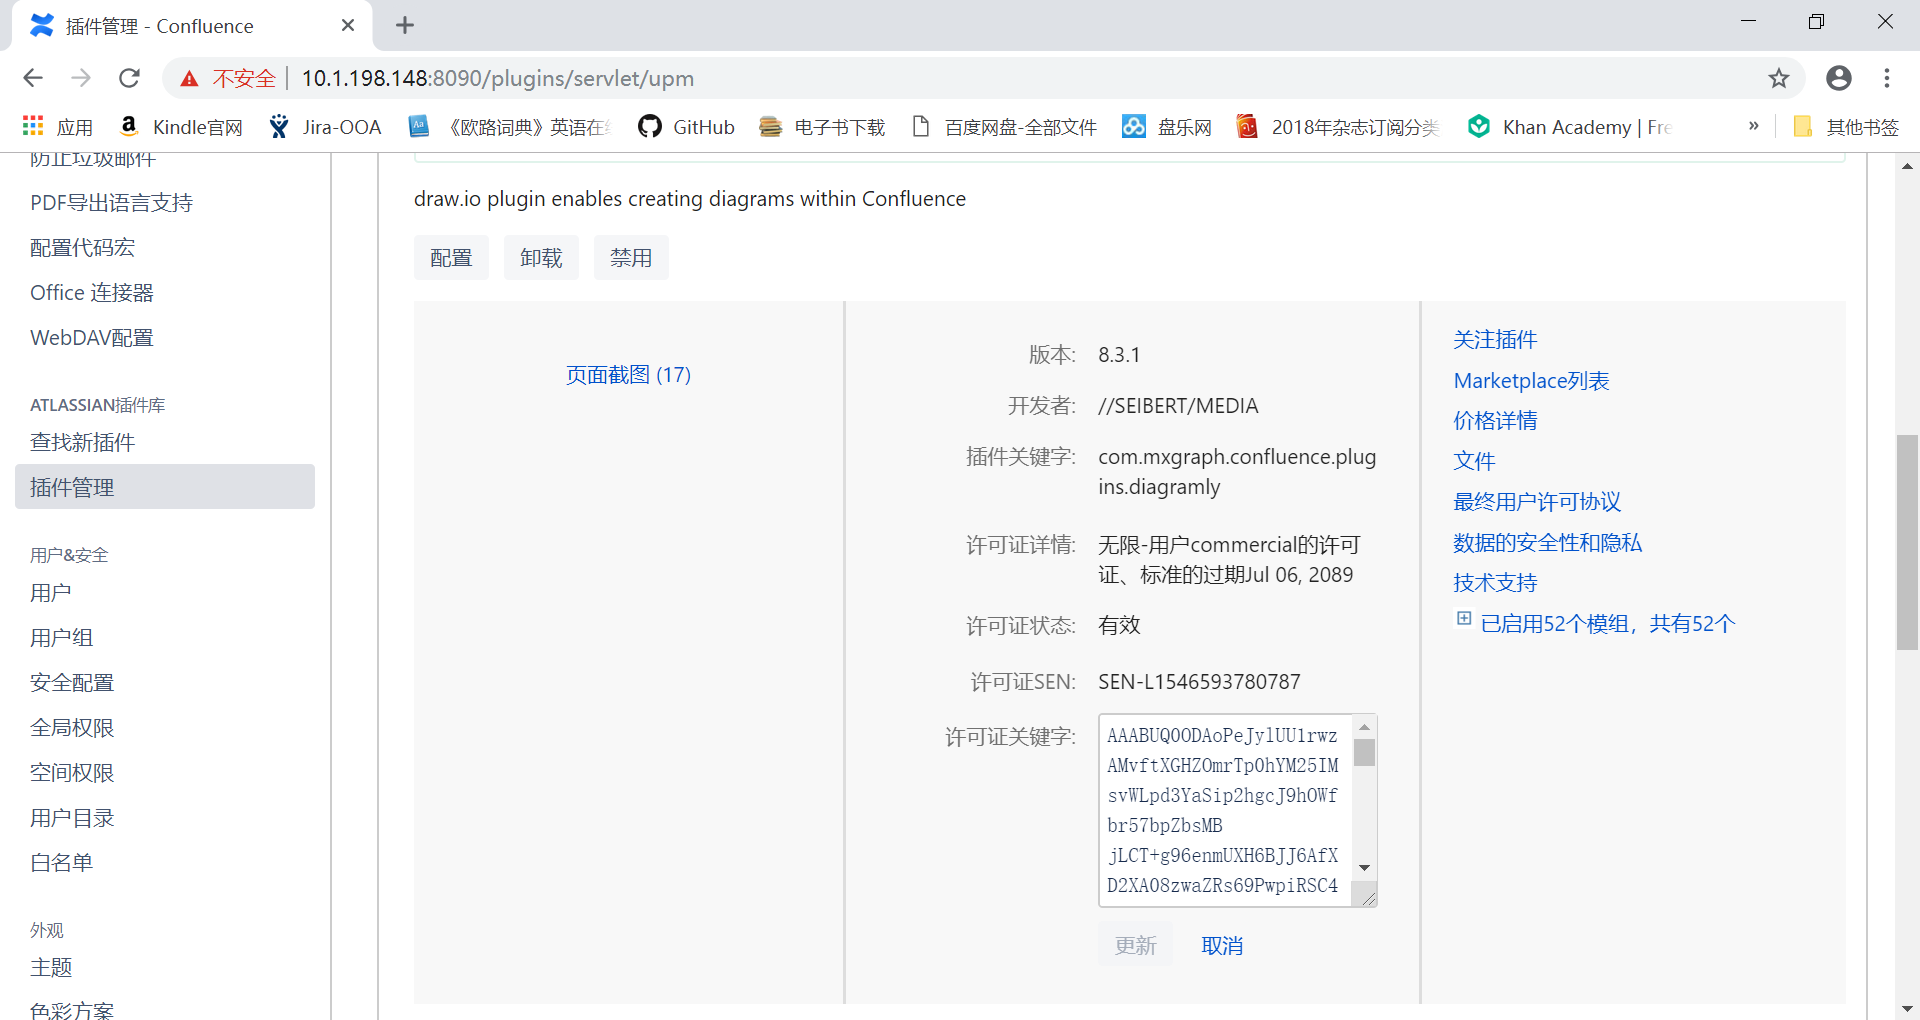 插件管理 - Confluence
不安全 10.1.198.148:8090/plugins/servlet/upm
应用 Kindle官网 Jira-OOA 《欧路词典》英语在线 GitHub 电子书下载 百度网盘-全部文件 盘乐网 2018年杂志订阅分类 Khan Academy | Fre » 其他书签
防止垃圾邮件
PDF导出语言支持
配置代码宏
Office 连接器
WebDAV配置
ATLASSIAN插件库
查找新插件
插件管理
用户&安全
用户
用户组
安全配置
全局权限
空间权限
用户目录
白名单
外观
主题
色彩方案
draw.io plugin enables creating diagrams within Confluence
配置 卸载 禁用
页面截图 (17)
版本: 8.3.1
开发者: //SEIBERT/MEDIA
插件关键字: com.mxgraph.confluence.plug
ins.diagramly
许可证详情: 无限-用户commercial的许可
证、标准的过期Jul 06, 2089
许可证状态: 有效
许可证SEN: SEN-L1546593780787
许可证关键字: AAABUQ0ODAoPeJylUU1rwz
AMvftXGHZOmrTp0hYM25IM
svWLpd3YaSip2hgcJ9hOWf
br57bpZbsMB
jLCT+g96enmUXH6BJJ6AfX
D2XA08zwaZRs69PwpiRSC4
更新 取消
关注插件
Marketplace列表
价格详情
文件
最终用户许可协议
数据的安全性和隐私
技术支持
已启用52个模组，共有52个